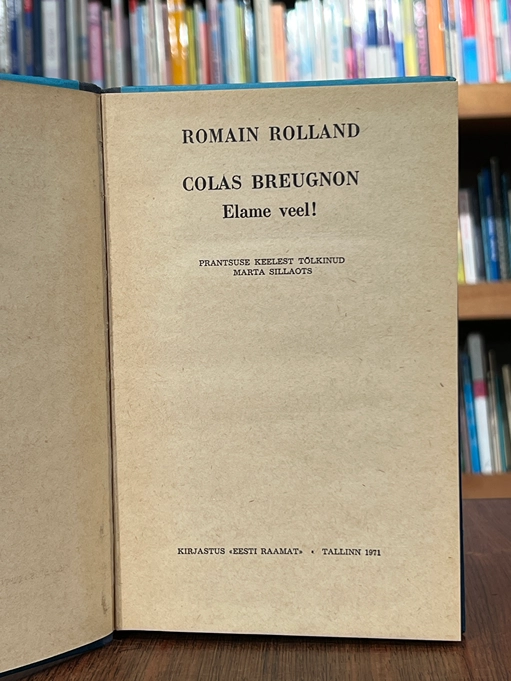 ROMAIN ROLLAND
COLAS BREUGNON
Elame veel!
PRANTSUSE KEELEST TÕLKINUD
MARTA SILLAOTS
KIRJASTUS «EESTI RAAMAT» • TALLINN 1971